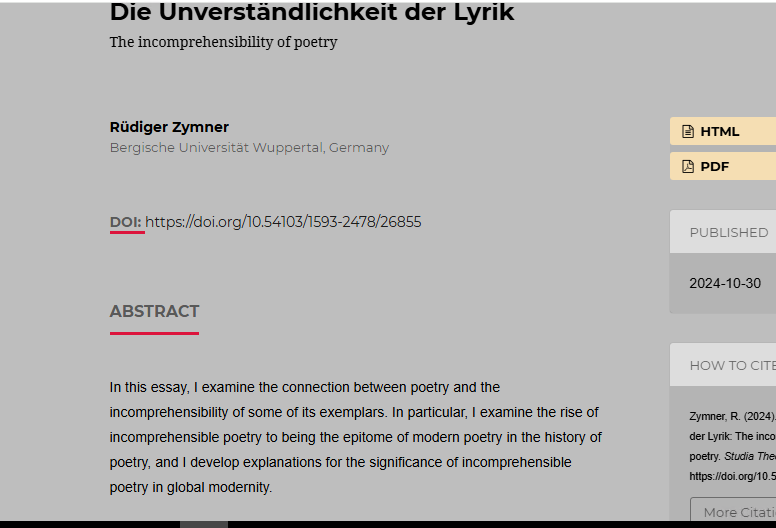 Die Unverständlichkeit der Lyrik
The incomprehensibility of poetry
Rüdiger Zymner
Bergische Universität Wuppertal, Germany
DOI: https://doi.org/10.54103/1593-2478/26855
ABSTRACT
In this essay, I examine the connection between poetry and the
incomprehensibility of some of its exemplars. In particular, I examine the rise of
incomprehensible poetry to being the epitome of modern poetry in the history of
poetry, and I develop explanations for the significance of incomprehensible
poetry in global modernity.
HTML
PDF
PUBLISHED
2024-10-30
HOW TO CITE
Zymner, R. (2024).
der Lyrik: The inco
poetry. Studia Theo
https://doi.org/10.5
More Citati